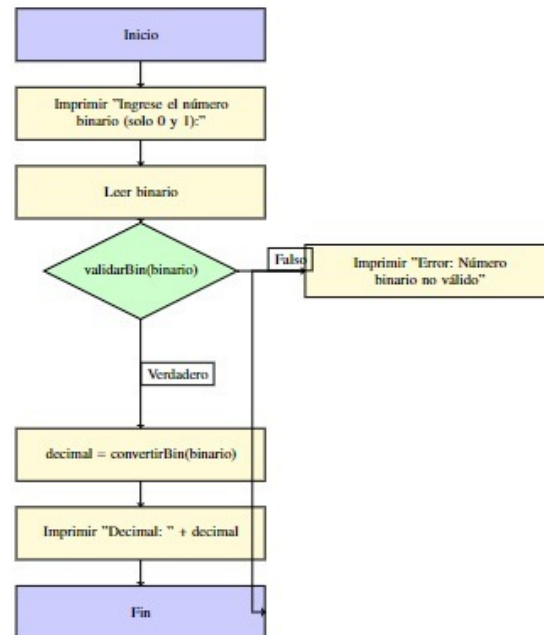 Inicio
Imprimir ”Ingrese el número
binario (solo 0 y 1):”
Leer binario
validarBin(binario)
Falso
Imprimir ”Error: Número
binario no válido”
Verdadero
decimal = convertirBin(binario)
Imprimir ”Decimal: ” + decimal
Fin